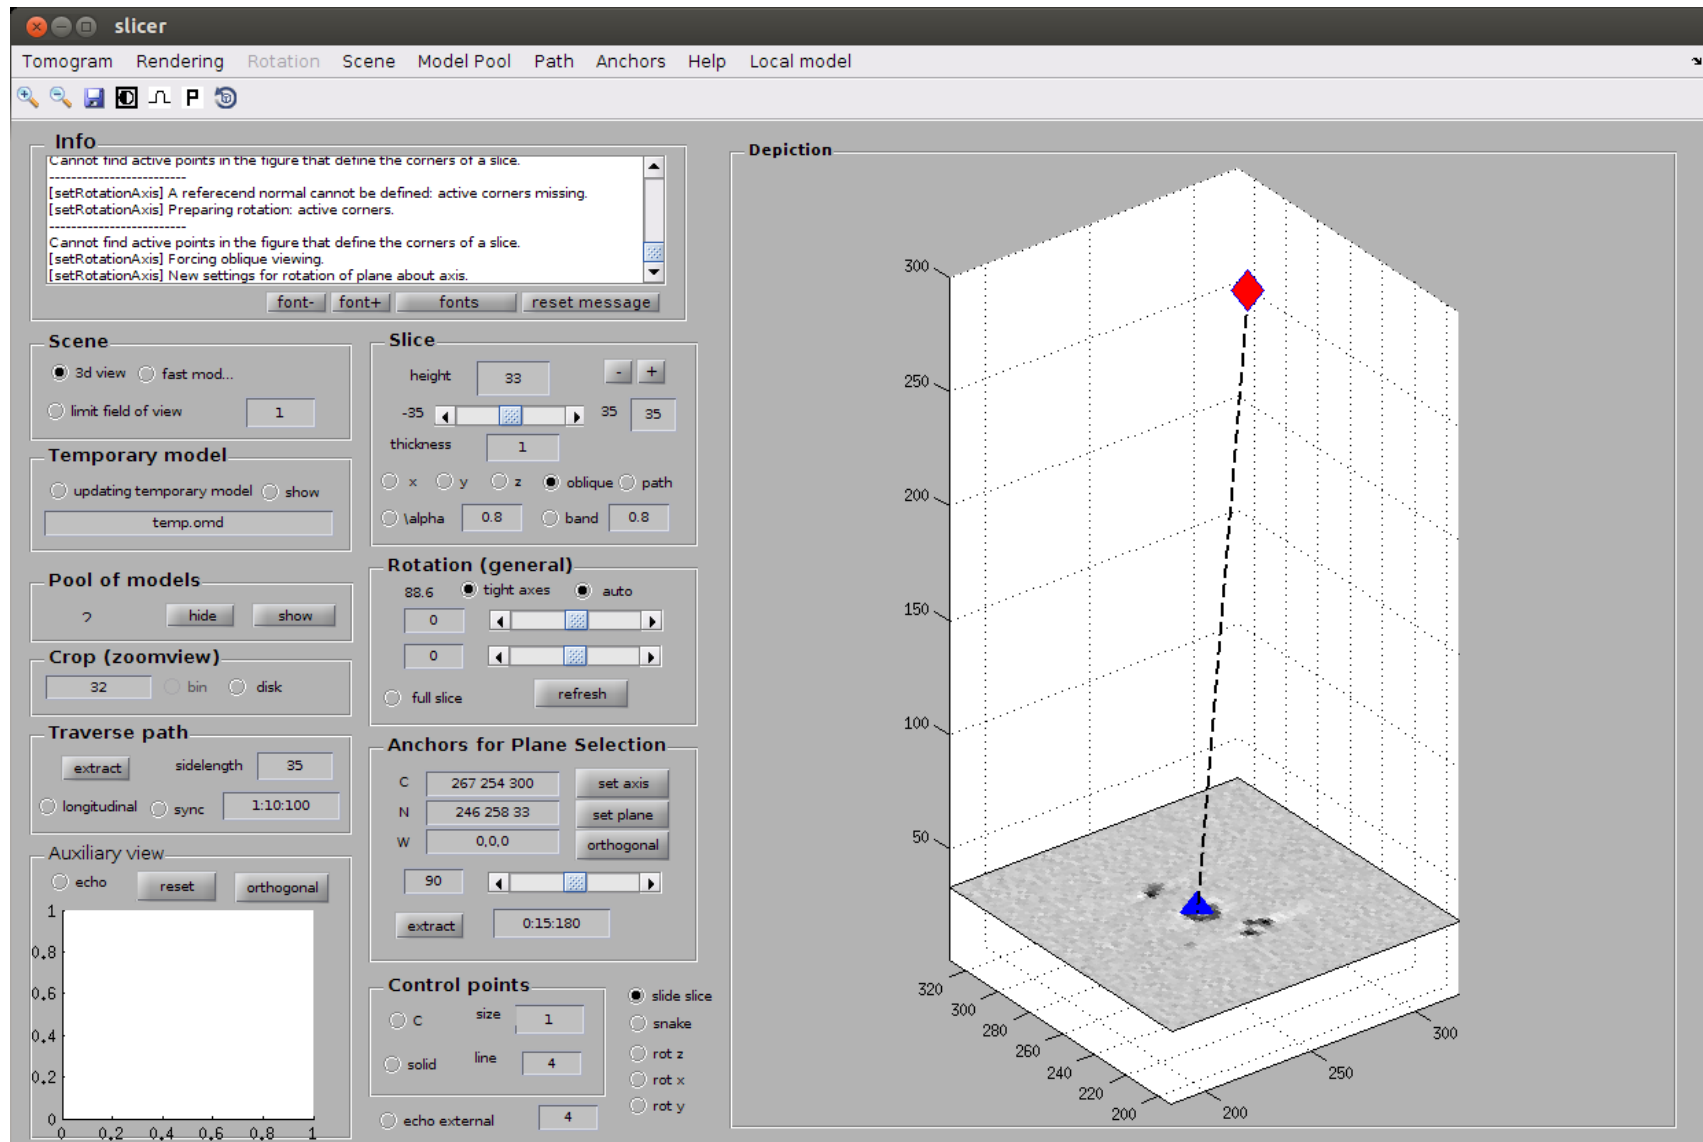 slicer
Tomogram Rendering Rotation Scene Model Pool Path Anchors Help Local model
P
Info
Cannot find active points in the figure that define the corners of a slice.
--------------------------
[setRotationAxis] A referecend normal cannot be defined: active corners missing.
[setRotationAxis] Preparing rotation: active corners.
--------------------------
Cannot find active points in the figure that define the corners of a slice.
[setRotationAxis] Forcing oblique viewing.
[setRotationAxis] New settings for rotation of plane about axis.
font- font+ fonts reset message
Scene
3d view fast mod...
limit field of view 1
Temporary model
updating temporary model show
temp.omd
Pool of models
? hide show
Crop (zoomview)
32 bin disk
Traverse path
extract sidelength 35
longitudinal sync 1:10:100
Auxiliary view
echo reset orthogonal
1
0.8
0.6
0.4
0.2
0
0 0.2 0.4 0.6 0.8 1
Slice
height 33 - +
-35 35 35
thickness 1
x y z oblique path
\alpha 0.8 band 0.8
Rotation (general)
88.6 tight axes auto
0
0
full slice refresh
Anchors for Plane Selection
C 267 254 300 set axis
N 246 258 33 set plane
W 0,0,0 orthogonal
90
extract 0:15:180
Control points
C size 1
solid line 4
echo external 4
slide slice
snake
rot z
rot x
rot y
Depiction
300
250
200
150
100
50
320
300
280
260
240
220
200
200
250
300